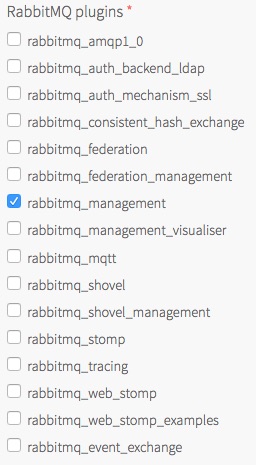 RabbitMQ plugins *
rabbitmq_amqp1_0
rabbitmq_auth_backend_ldap
rabbitmq_auth_mechanism_ssl
rabbitmq_consistent_hash_exchange
rabbitmq_federation
rabbitmq_federation_management
rabbitmq_management
rabbitmq_management_visualiser
rabbitmq_mqtt
rabbitmq_shovel
rabbitmq_shovel_management
rabbitmq_stomp
rabbitmq_tracing
rabbitmq_web_stomp
rabbitmq_web_stomp_examples
rabbitmq_event_exchange